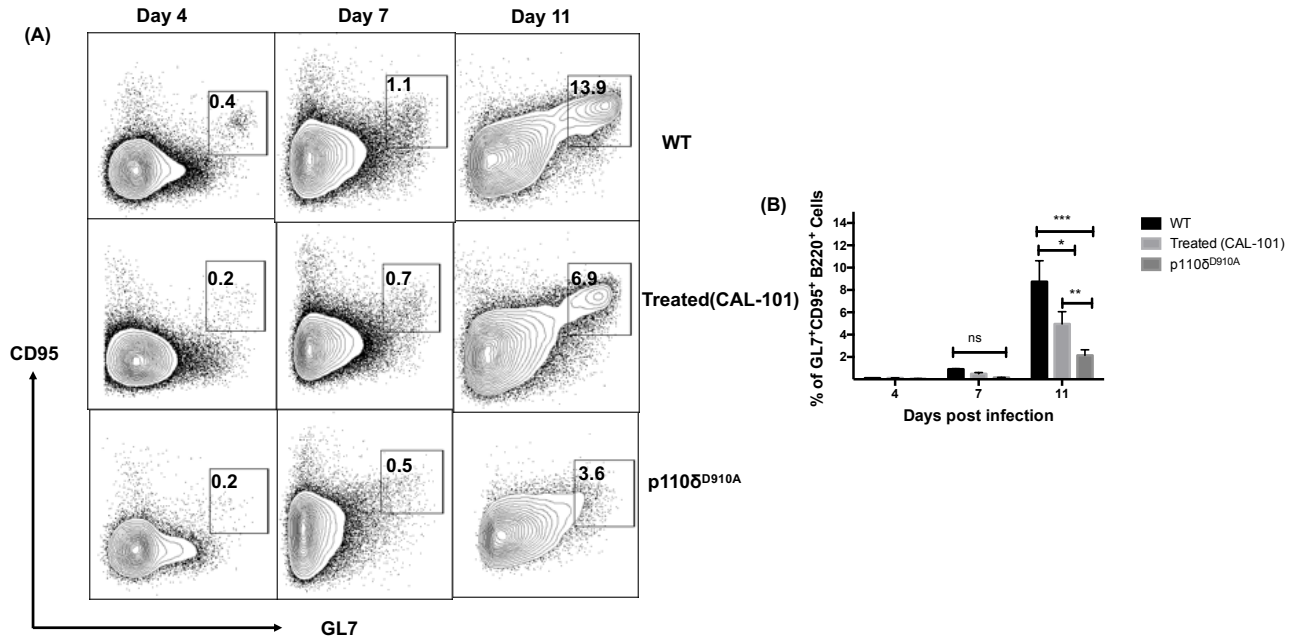 Day 4 Day 7 Day 11
(A)
0.4 1.1 13.9
WT
0.2 0.7 6.9
Treated(CAL-101)
0.2 0.5 3.6
p110δD910A
CD95
GL7
(B)
% of GL7+CD95+ B220+ Cells
14
12
10
8
6
4
2
***
*
**
ns
4 7 11
Days post infection
WT
Treated (CAL-101)
p110δD910A